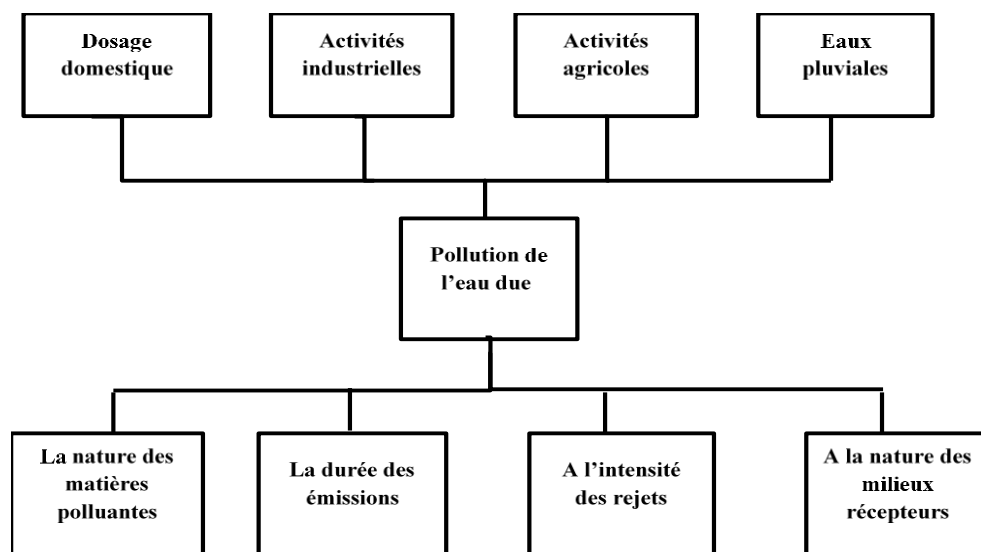 Dosage
domestique
Activités
industrielles
Activités
agricoles
Eaux
pluviales
Pollution de
l’eau due
La nature des
matières
polluantes
La durée des
émissions
A l’intensité
des rejets
A la nature des
milieux
récepteurs